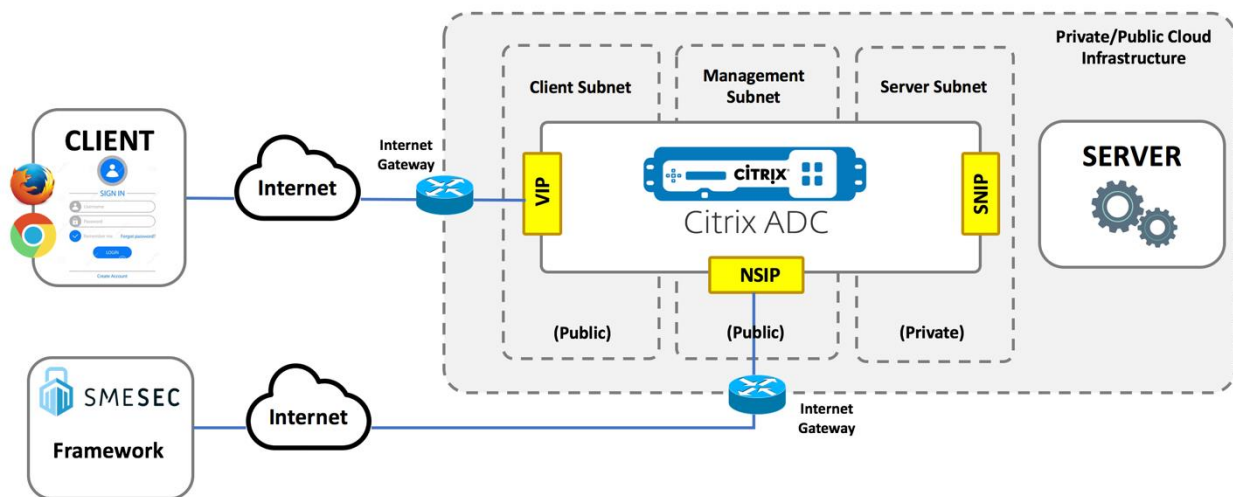 Private/Public Cloud
Infrastructure
Client Subnet
Management
Subnet
Server Subnet
CLIENT
SIGN IN
Username
Password
Remember me
Forgot password?
LOGIN
Create Account
Internet
Internet
Gateway
VIP
CITRIX
Citrix ADC
SNIP
SERVER
NSIP
(Public)
(Public)
(Private)
SMESEC
Framework
Internet
Internet
Gateway